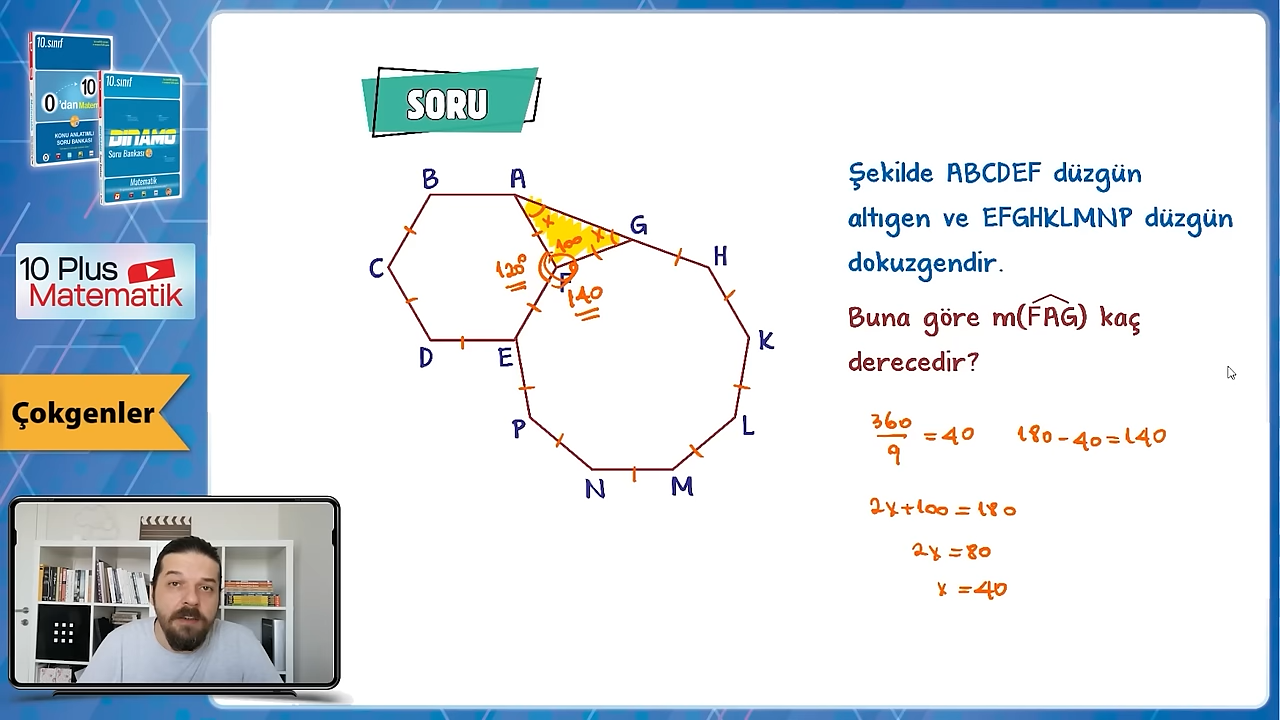 10.sınıf
0'dan 10
KONU ANLATIMLI
SORU BANKASI
10.sınıf
DİNAMO
Soru Bankası
Matematik
10 Plus
Matematik
Çokgenler
SORU
B A
G
H
C
F
K
D E
P
L
N M
120°
100
140
x x
Şekilde ABCDEF düzgün
altıgen ve EFGHKLMNP düzgün
dokuzgendir.
Buna göre m(FAG) kaç
derecedir?
360/9 = 40 180 - 40 = 140
2x + 100 = 180
2x = 80
x = 40